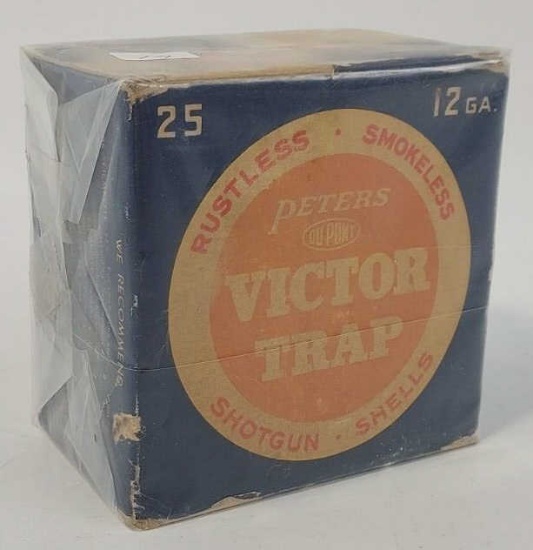 25
12 GA.
RUSTLESS · SMOKELESS
PETERS
DU PONT
VICTOR
TRAP
SHOTGUN · SHELLS
WE RECOMMEND